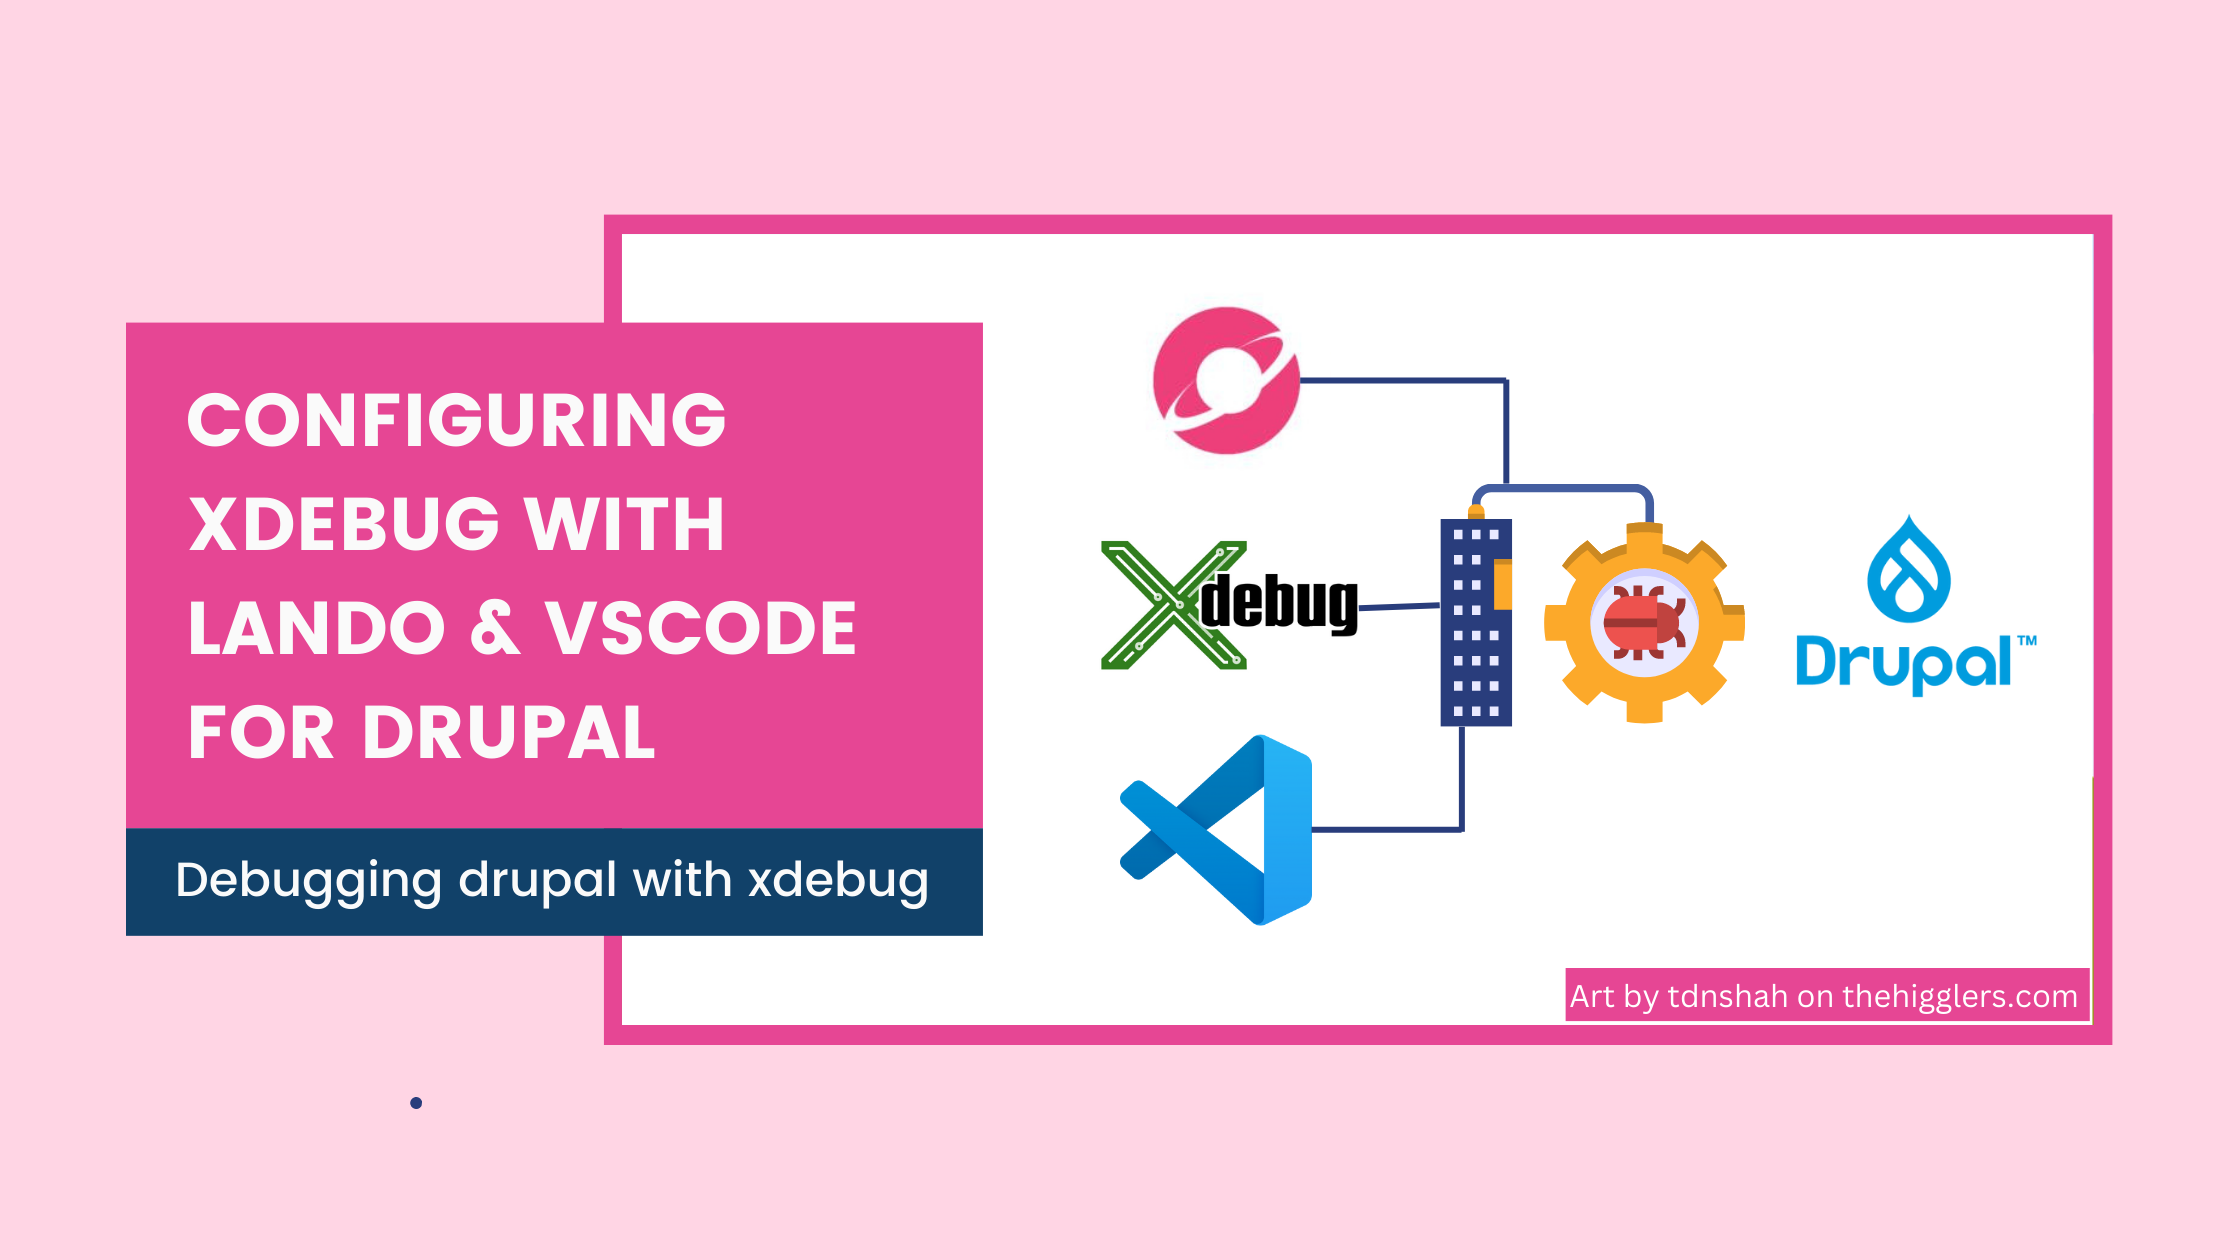 CONFIGURING
XDEBUG WITH
LANDO & VSCODE
FOR DRUPAL
Debugging drupal with xdebug
Xdebug
Drupal™
Art by tdnshah on thehigglers.com